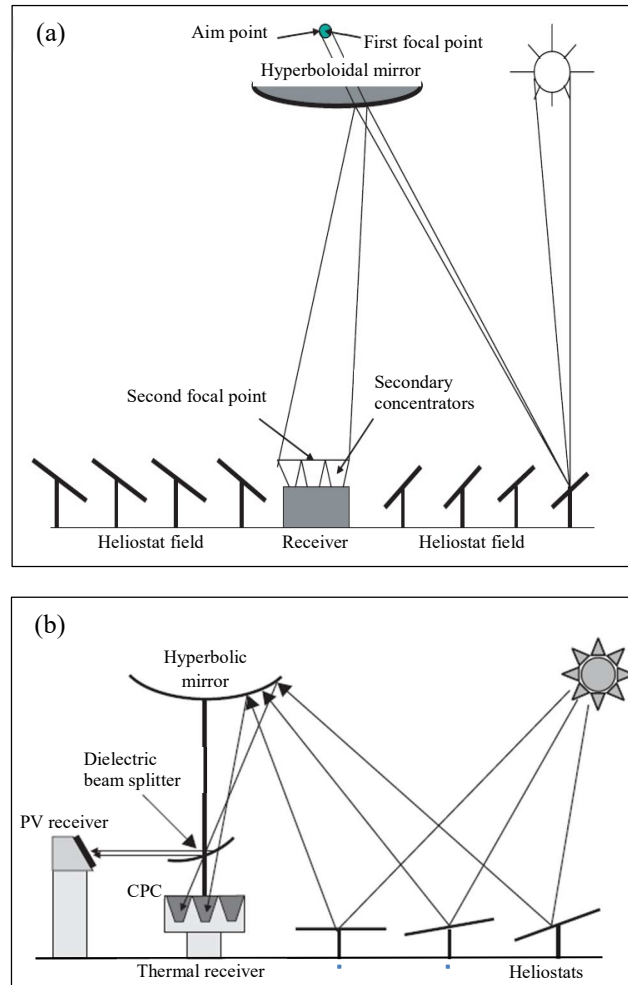 (a)
Aim point
First focal point
Hyperboloidal mirror
Second focal point
Secondary
concentrators
Heliostat field
Receiver
Heliostat field
(b)
Hyperbolic
mirror
Dielectric
beam splitter
PV receiver
CPC
Thermal receiver
Heliostats